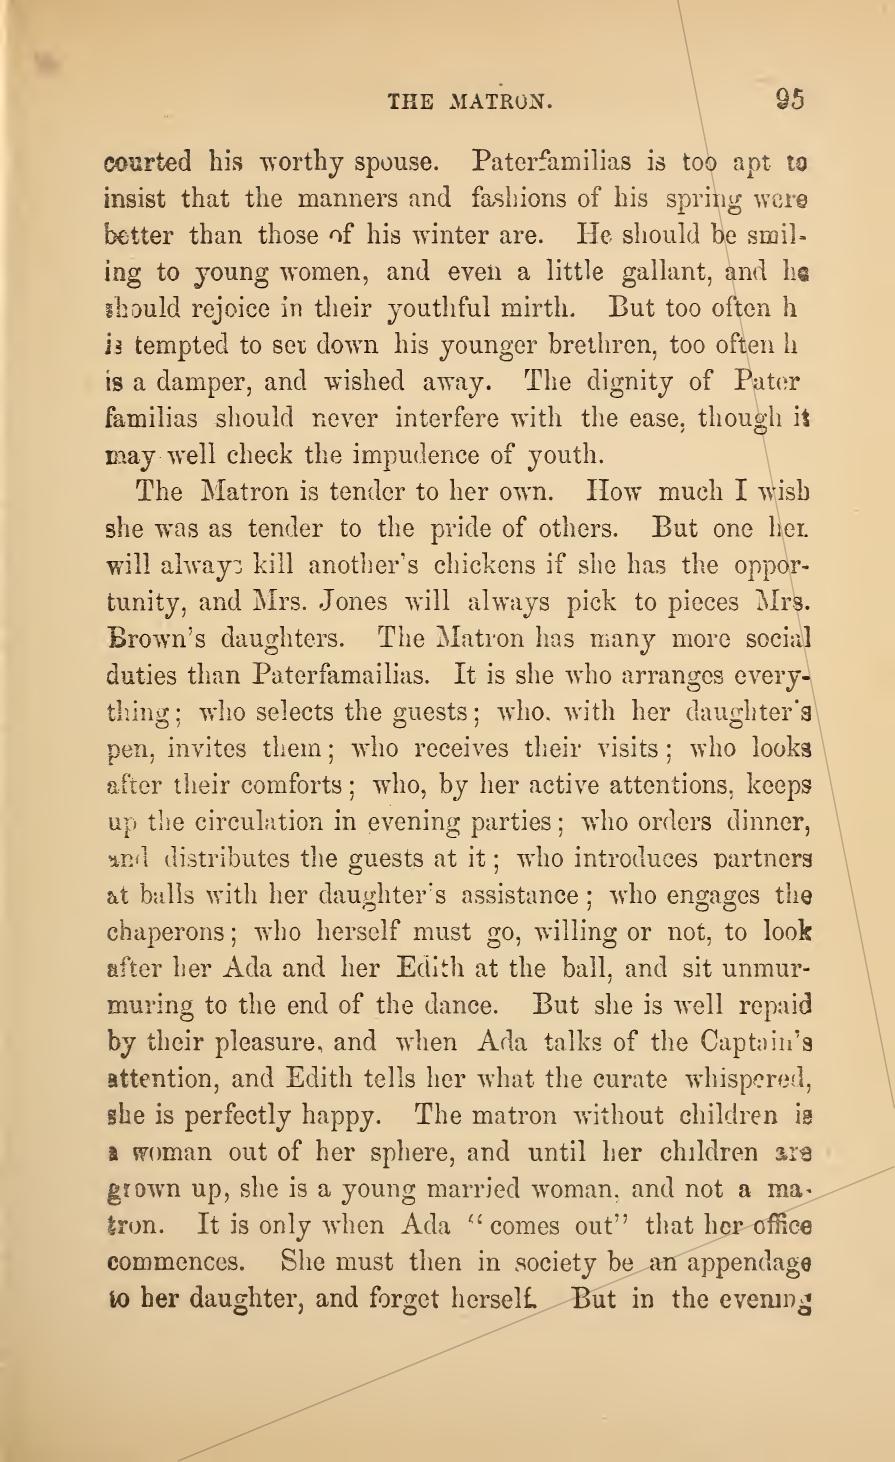 THE MATRON. 95
courted his worthy spouse. Paterfamilias is too apt to
insist that the manners and fashions of his spring were
better than those of his winter are. He should be smil-
ing to young women, and even a little gallant, and he
should rejoice in their youthful mirth. But too often h
is tempted to set down his younger brethren, too often h
is a damper, and wished away. The dignity of Pater
familias should never interfere with the ease, though it
may well check the impudence of youth.
The Matron is tender to her own. How much I wish
she was as tender to the pride of others. But one hen
will always kill another's chickens if she has the oppor-
tunity, and Mrs. Jones will always pick to pieces Mrs.
Brown's daughters. The Matron has many more social
duties than Paterfamailias. It is she who arranges every-
thing; who selects the guests; who, with her daughter's
pen, invites them; who receives their visits; who looks
after their comforts; who, by her active attentions, keeps
up the circulation in evening parties; who orders dinner,
and distributes the guests at it; who introduces partners
at balls with her daughter's assistance; who engages the
chaperons; who herself must go, willing or not, to look
after her Ada and her Edith at the ball, and sit unmur-
muring to the end of the dance. But she is well repaid
by their pleasure, and when Ada talks of the Captain's
attention, and Edith tells her what the curate whispered,
she is perfectly happy. The matron without children is
a woman out of her sphere, and until her children are
grown up, she is a young married woman, and not a ma-
tron. It is only when Ada "comes out" that her office
commences. She must then in society be an appendage
to her daughter, and forget herself. But in the evening